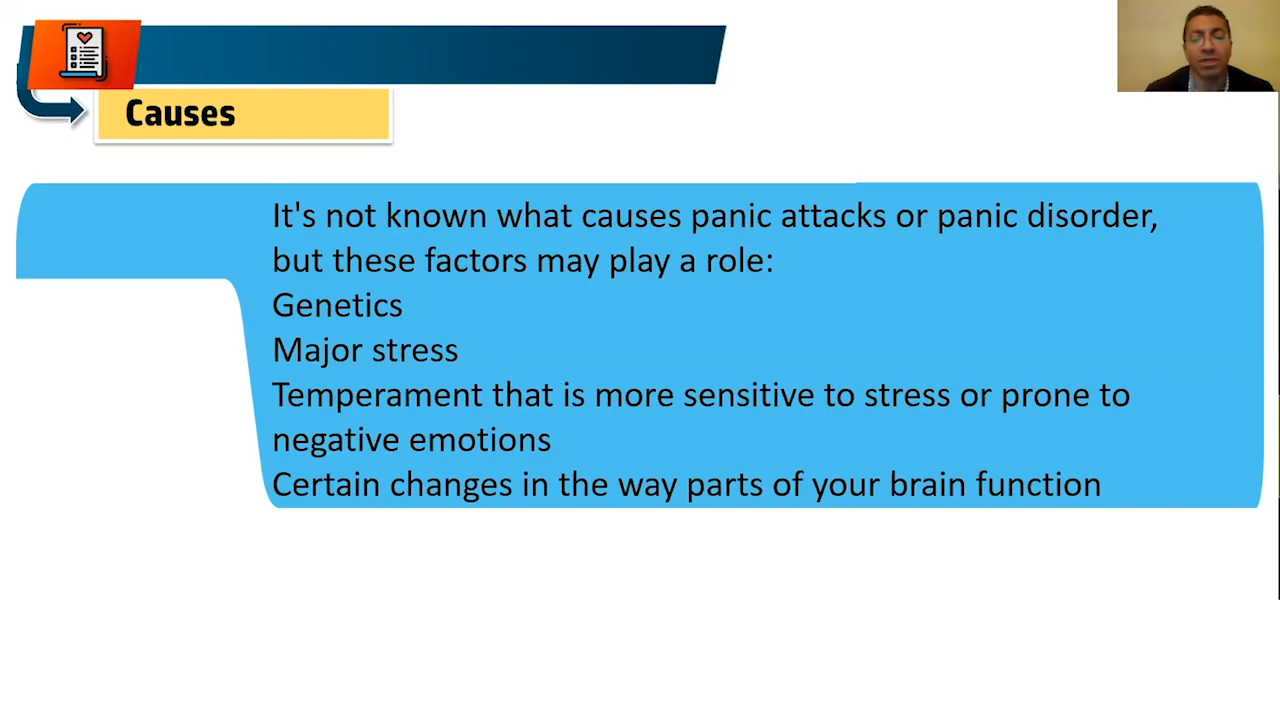 Causes
It's not known what causes panic attacks or panic disorder,
but these factors may play a role:
Genetics
Major stress
Temperament that is more sensitive to stress or prone to
negative emotions
Certain changes in the way parts of your brain function